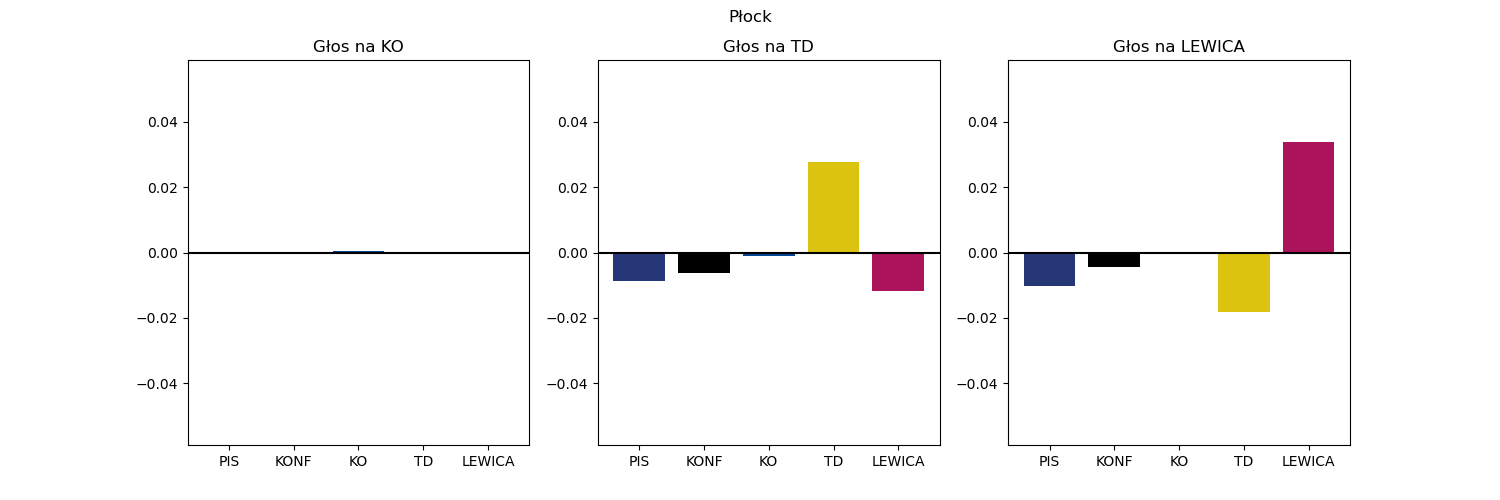 Płock
Głos na KO
Głos na TD
Głos na LEWICA
0.04
0.02
0.00
−0.02
−0.04
PIS KONF KO TD LEWICA
0.04
0.02
0.00
−0.02
−0.04
PIS KONF KO TD LEWICA
0.04
0.02
0.00
−0.02
−0.04
PIS KONF KO TD LEWICA